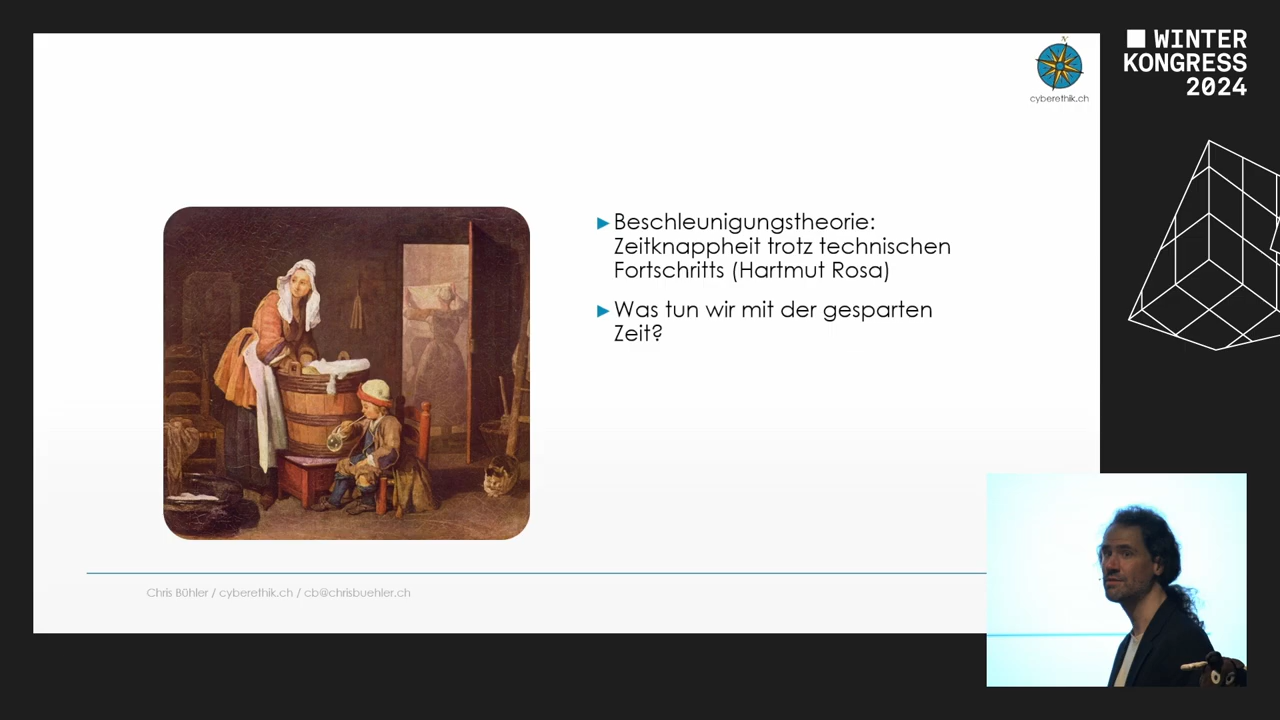 WINTER
KONGRESS
2024
N
cyberethik.ch
Beschleunigungstheorie:
Zeitknappheit trotz technischen
Fortschritts (Hartmut Rosa)
Was tun wir mit der gesparten
Zeit?
Chris Bühler / cyberethik.ch / cb@chrisbuehler.ch